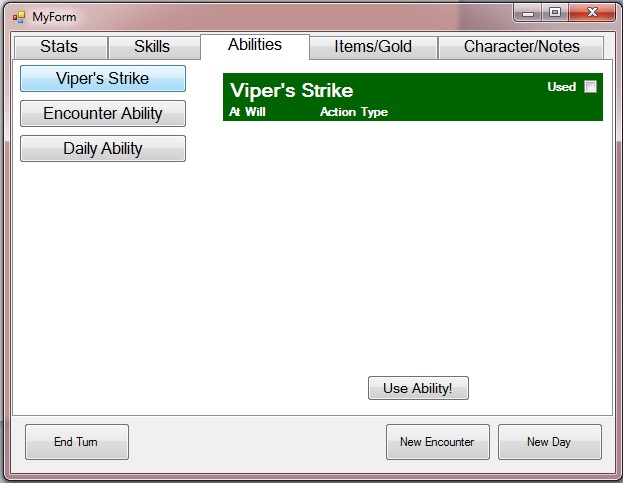 MyForm
Stats Skills Abilities Items/Gold Character/Notes
Viper's Strike
Encounter Ability
Daily Ability
Viper's Strike Used
At Will Action Type
Use Ability!
End Turn New Encounter New Day